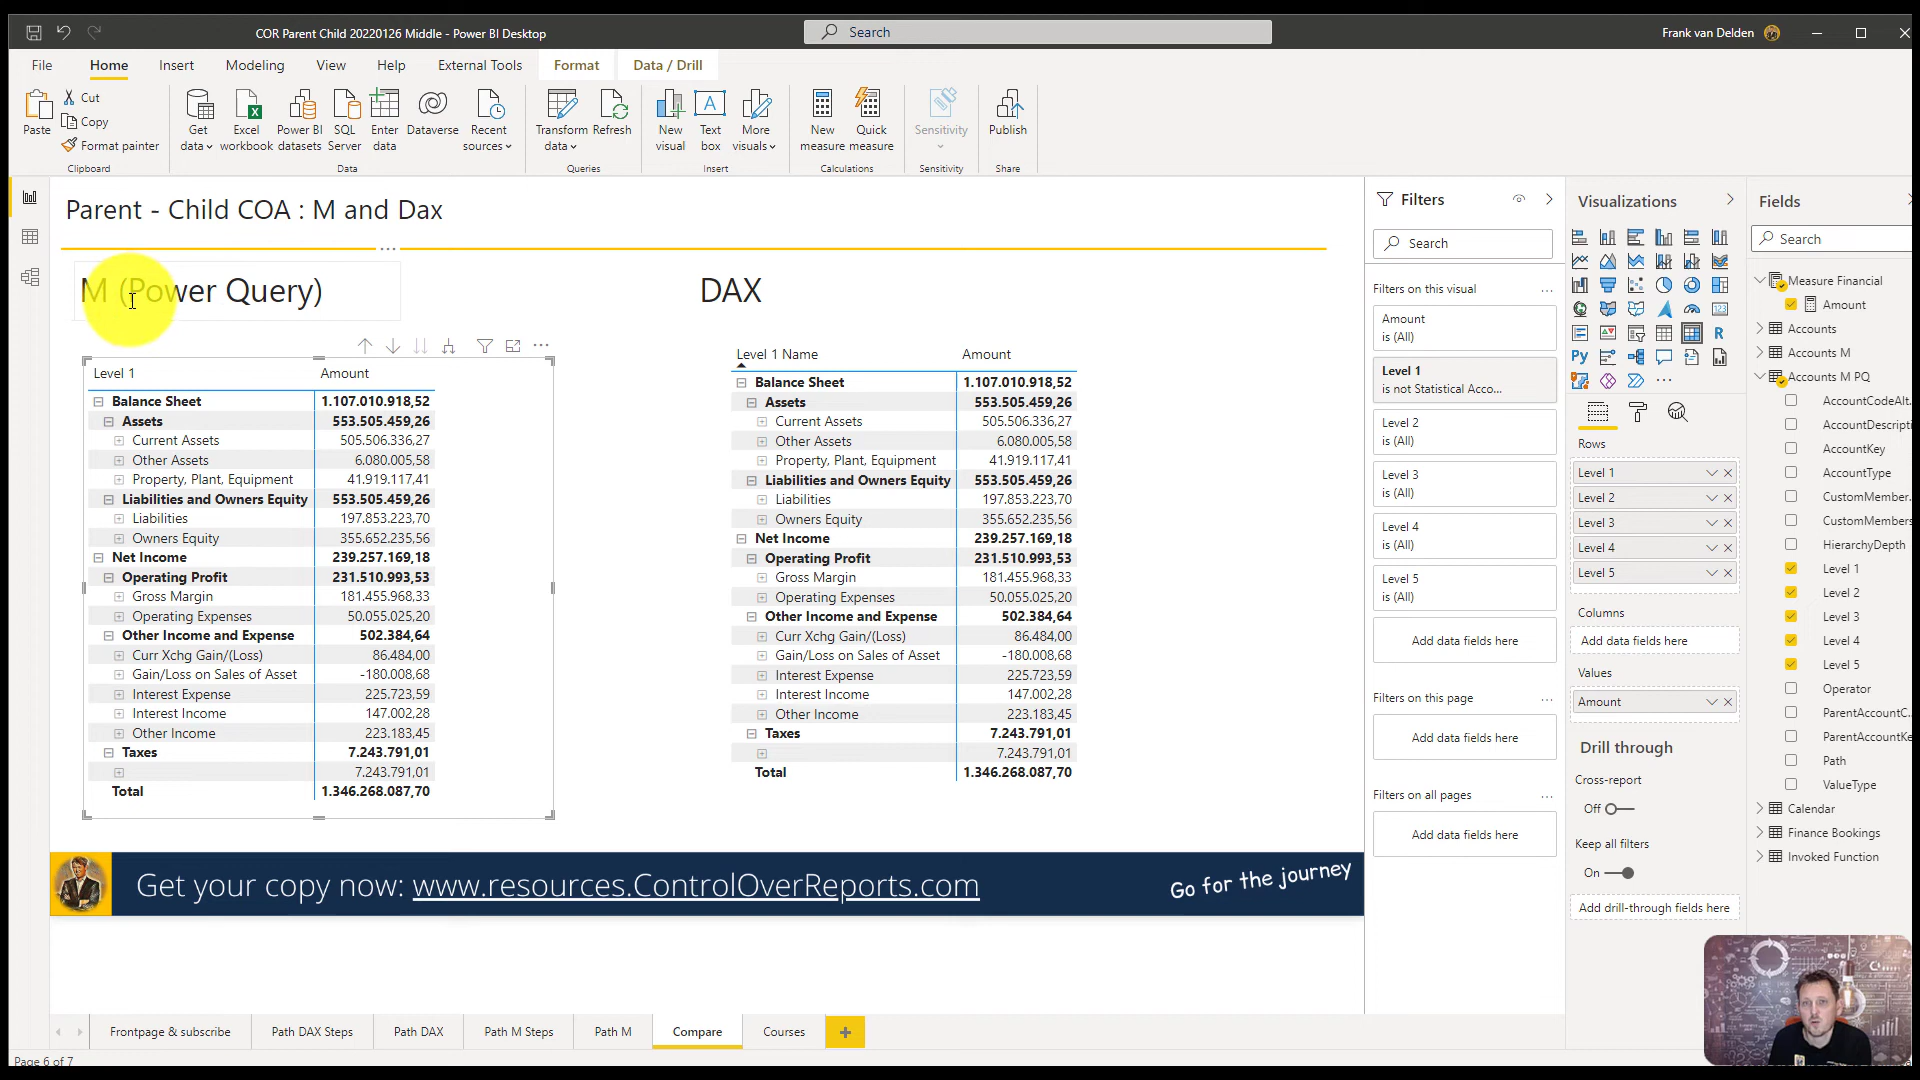 COR Parent Child 20220126 Middle - Power BI Desktop
Search
Frank van Delden
File Home Insert Modeling View Help External Tools Format Data / Drill
Paste Cut Copy Format painter
Get data Excel workbook Power BI datasets SQL Server Enter data Dataverse Recent sources
Transform data Refresh New visual Text box More visuals New measure Quick measure Sensitivity Publish
Clipboard Data Queries Insert Calculations Sensitivity Share
Parent - Child COA : M and Dax
M (Power Query)
Level 1 Amount
Balance Sheet 1.107.010.918,52
Assets 553.505.459,26
Current Assets 505.506.336,27
Other Assets 6.080.005,58
Property, Plant, Equipment 41.919.117,41
Liabilities and Owners Equity 553.505.459,26
Liabilities 197.853.223,70
Owners Equity 355.652.235,56
Net Income 239.257.169,18
Operating Profit 231.510.993,53
Gross Margin 181.455.968,33
Operating Expenses 50.055.025,20
Other Income and Expense 502.384,64
Curr Xchg Gain/(Loss) 86.484,00
Gain/Loss on Sales of Asset -180.008,68
Interest Expense 225.723,59
Interest Income 147.002,28
Other Income 223.183,45
Taxes 7.243.791,01
7.243.791,01
Total 1.346.268.087,70
DAX
Level 1 Name Amount
Balance Sheet 1.107.010.918,52
Assets 553.505.459,26
Current Assets 505.506.336,27
Other Assets 6.080.005,58
Property, Plant, Equipment 41.919.117,41
Liabilities and Owners Equity 553.505.459,26
Liabilities 197.853.223,70
Owners Equity 355.652.235,56
Net Income 239.257.169,18
Operating Profit 231.510.993,53
Gross Margin 181.455.968,33
Operating Expenses 50.055.025,20
Other Income and Expense 502.384,64
Curr Xchg Gain/(Loss) 86.484,00
Gain/Loss on Sales of Asset -180.008,68
Interest Expense 225.723,59
Interest Income 147.002,28
Other Income 223.183,45
Taxes 7.243.791,01
7.243.791,01
Total 1.346.268.087,70
Get your copy now: www.resources.ControlOverReports.com
Go for the journey
Filters
Search
Filters on this visual
Amount
is (All)
Level 1
is not Statistical Acco...
Level 2
is (All)
Level 3
is (All)
Level 4
is (All)
Level 5
is (All)
Add data fields here
Filters on this page
Add data fields here
Filters on all pages
Add data fields here
Visualizations
Rows
Level 1
Level 2
Level 3
Level 4
Level 5
Columns
Add data fields here
Values
Amount
Drill through
Cross-report
Off
Keep all filters
On
Add drill-through fields here
Fields
Search
Measure Financial
Amount
Accounts
Accounts M
Accounts M PQ
AccountCodeAlt.
AccountDescripti
AccountKey
AccountType
CustomMember.
CustomMembers
HierarchyDepth
Level 1
Level 2
Level 3
Level 4
Level 5
Operator
ParentAccountC.
ParentAccountKe
Path
ValueType
Calendar
Finance Bookings
Invoked Function
Frontpage & subscribe Path DAX Steps Path DAX Path M Steps Path M Compare Courses
Page 6 of 7